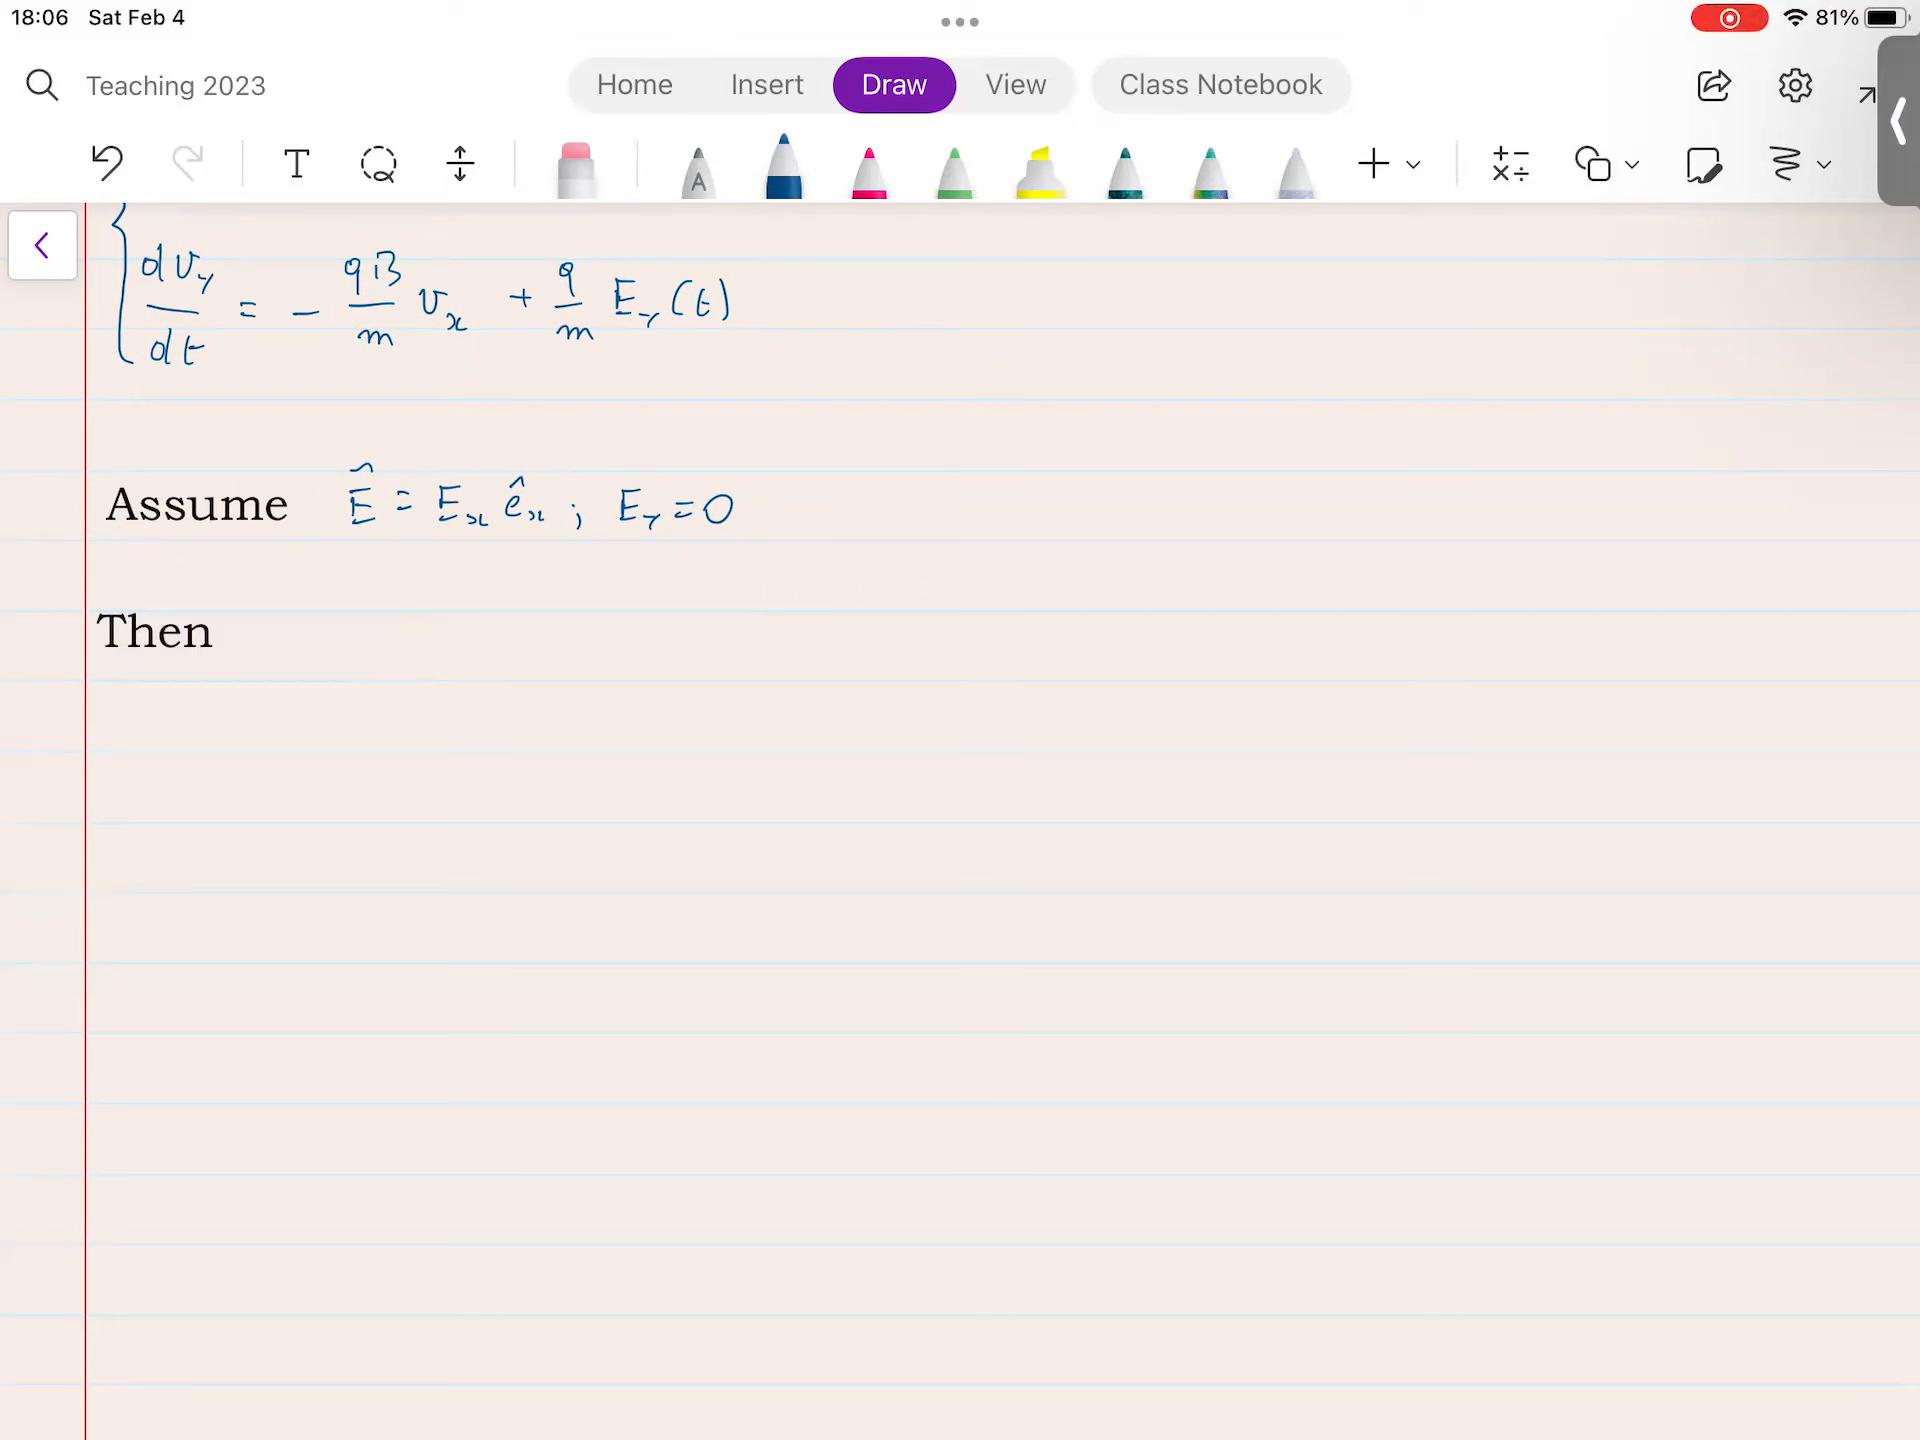 18:06 Sat Feb 4 81%
Teaching 2023 Home Insert Draw View Class Notebook
T A
dv_y/dt = - qB/m v_x + q/m E_y(t)
Assume Ê = E_x ê_x ; E_y = 0
Then